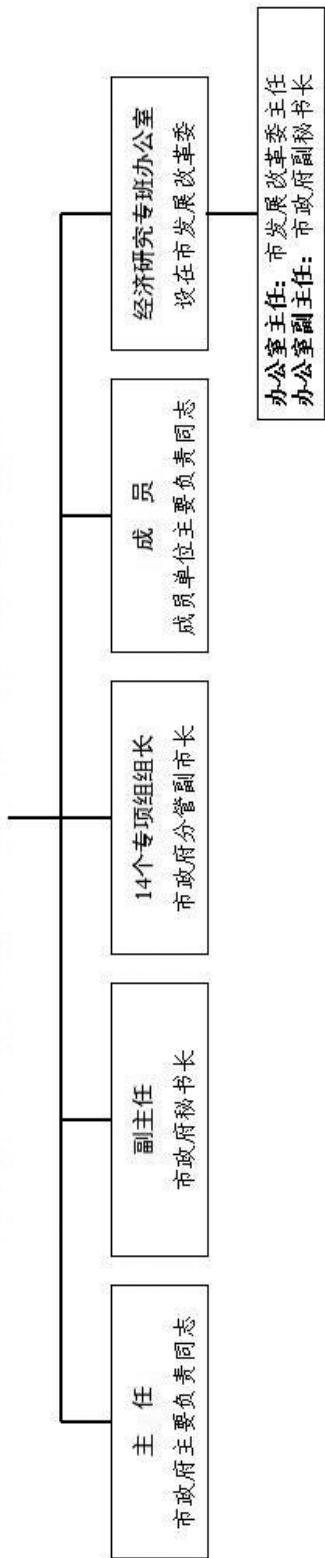 主　任
市政府主要负责同志
副主任
市政府秘书长
14个专项组组长
市政府分管副市长
成　员
成员单位主要负责同志
经济研究专班办公室
设在市发展改革委
办公室主任：市发展改革委主任
办公室副主任：市政府副秘书长